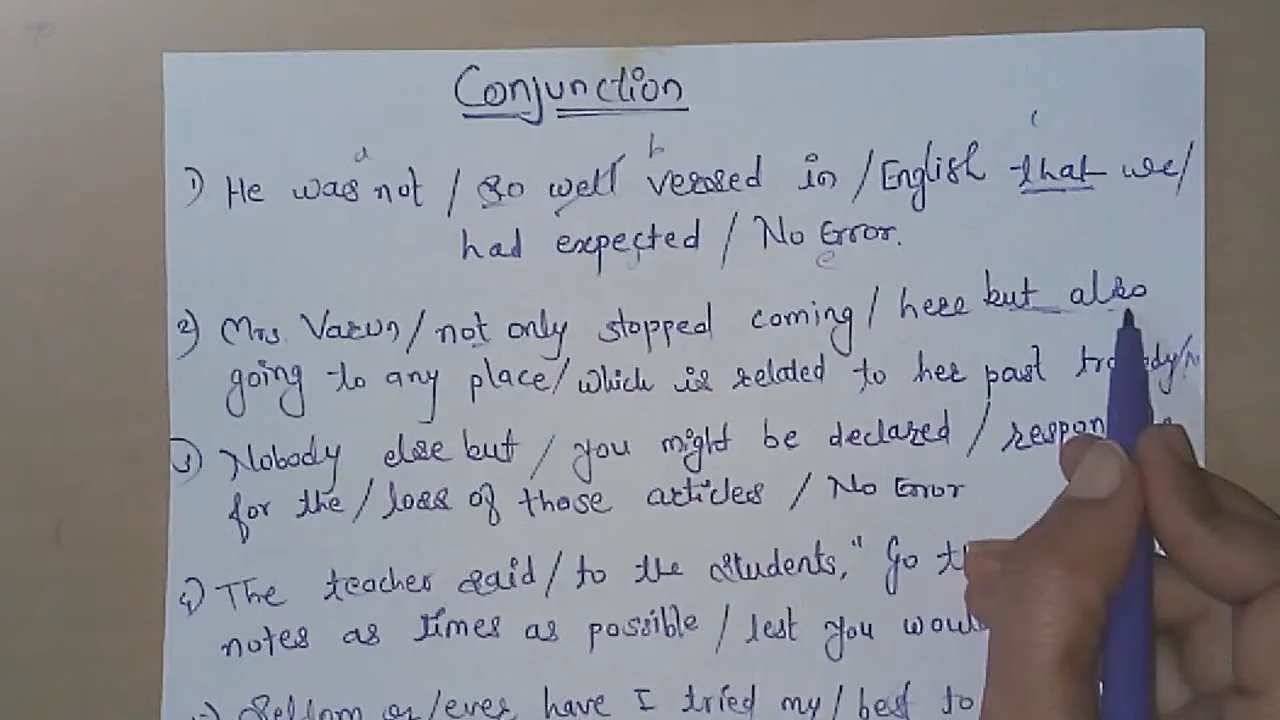 Conjunction
a b c
1) He was not / so well versed in / English that we /
had expected / No Error.
e
2) Mrs. Varun / not only stopped coming / here but also
going to any place / which is related to her past
3) Nobody else but / you might be declared /
for the / loss of those articles / No Error
4) The teacher said / to the students, " Go
notes as times as possible / lest you
Seldom or / ever have I tried my / best to